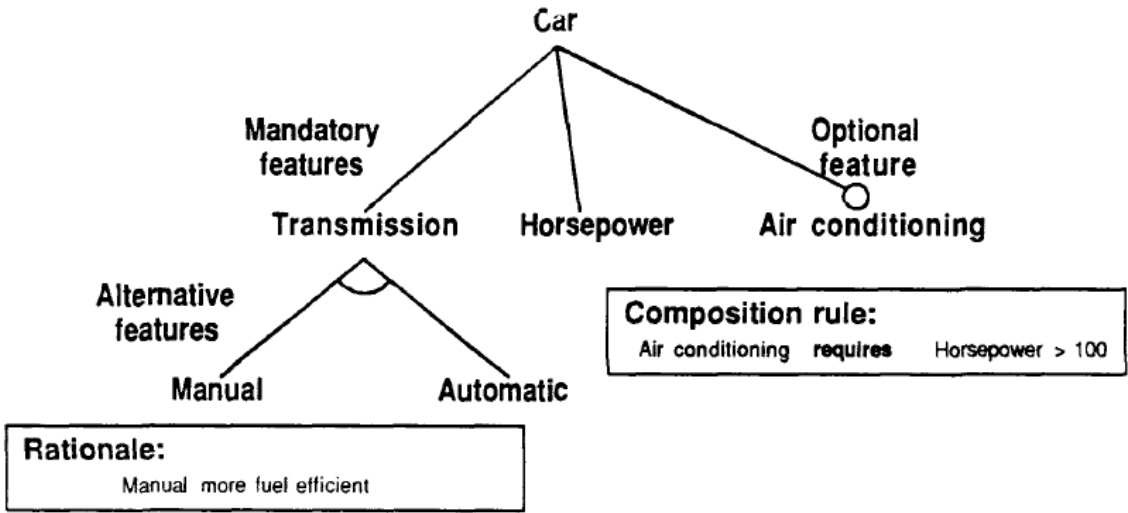 Car
Mandatory
features
Optional
feature
Transmission
Horsepower
Air conditioning
Alternative
features
Composition rule:
Air conditioning requires Horsepower > 100
Manual
Automatic
Rationale:
Manual more fuel efficient